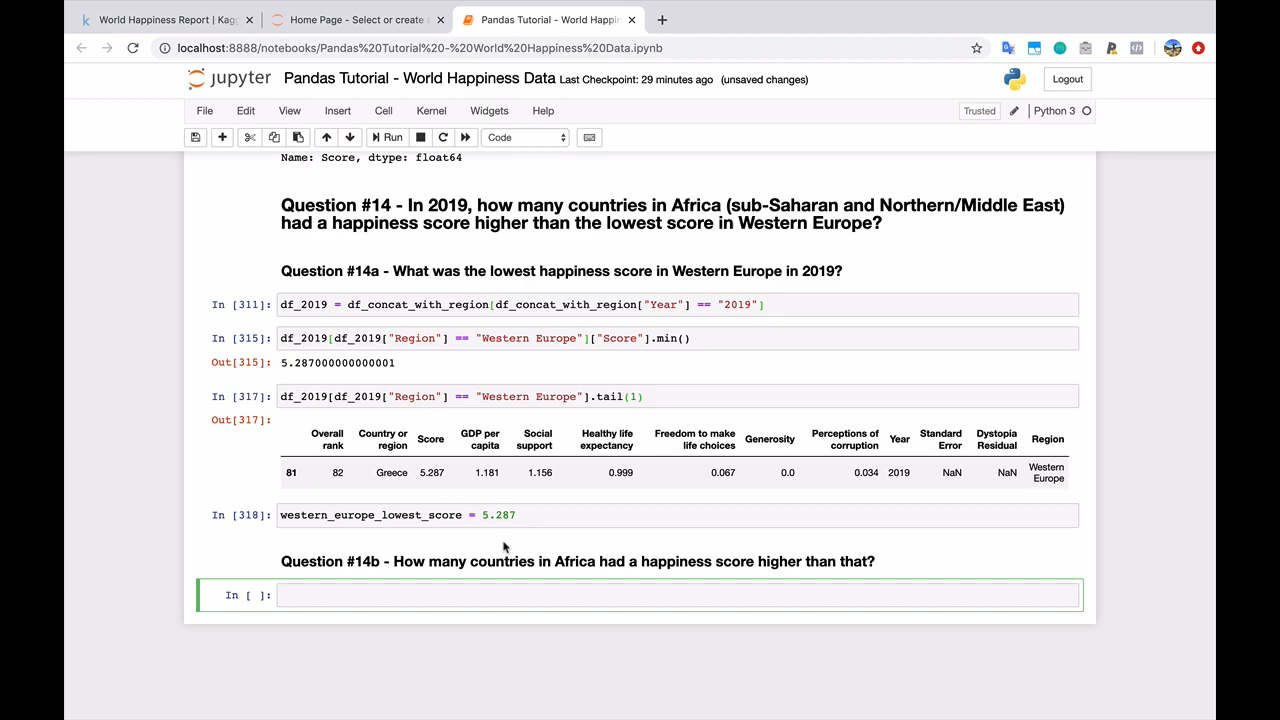 World Happiness Report | Kagg
Home Page - Select or create a
Pandas Tutorial - World Happin
localhost:8888/notebooks/Pandas%20Tutorial%20-%20World%20Happiness%20Data.ipynb
jupyter Pandas Tutorial - World Happiness Data Last Checkpoint: 29 minutes ago (unsaved changes)
Logout
File Edit View Insert Cell Kernel Widgets Help
Trusted Python 3
Run Code
Name: Score, dtype: float64
Question #14 - In 2019, how many countries in Africa (sub-Saharan and Northern/Middle East)
had a happiness score higher than the lowest score in Western Europe?
Question #14a - What was the lowest happiness score in Western Europe in 2019?
In [311]: df_2019 = df_concat_with_region[df_concat_with_region["Year"] == "2019"]
In [315]: df_2019[df_2019["Region"] == "Western Europe"]["Score"].min()
Out[315]: 5.287000000000001
In [317]: df_2019[df_2019["Region"] == "Western Europe"].tail(1)
Out[317]:
Overall rank Country or region Score GDP per capita Social support Healthy life expectancy Freedom to make life choices Generosity Perceptions of corruption Year Standard Error Dystopia Residual Region
81 82 Greece 5.287 1.181 1.156 0.999 0.067 0.0 0.034 2019 NaN NaN Western Europe
In [318]: western_europe_lowest_score = 5.287
Question #14b - How many countries in Africa had a happiness score higher than that?
In [ ]: